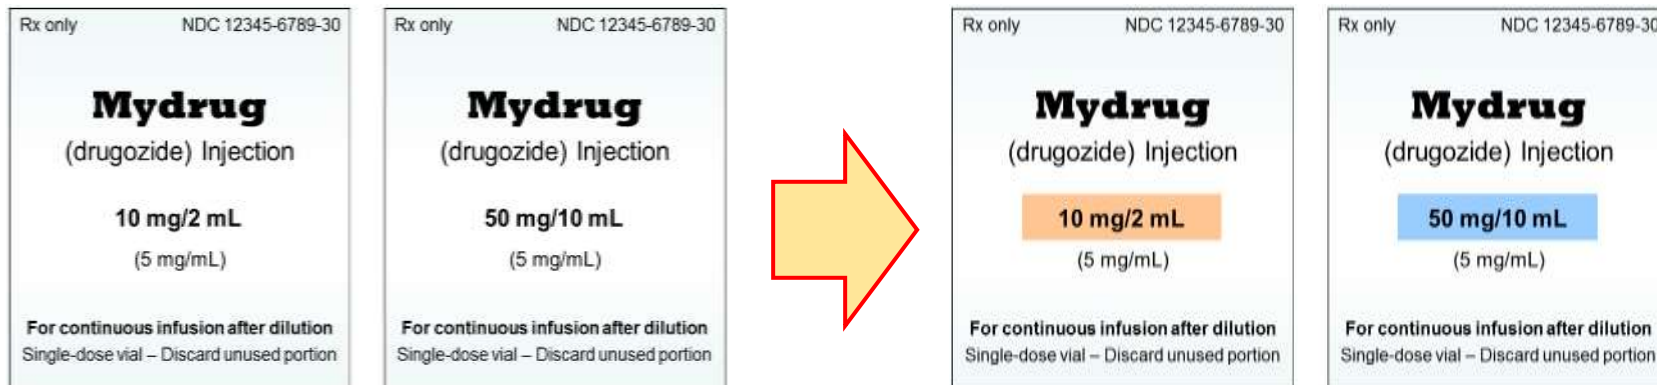 Rx only NDC 12345-6789-30
Mydrug
(drugozide) Injection
10 mg/2 mL
(5 mg/mL)
For continuous infusion after dilution
Single-dose vial – Discard unused portion
Rx only NDC 12345-6789-30
Mydrug
(drugozide) Injection
50 mg/10 mL
(5 mg/mL)
For continuous infusion after dilution
Single-dose vial – Discard unused portion
Rx only NDC 12345-6789-30
Mydrug
(drugozide) Injection
10 mg/2 mL
(5 mg/mL)
For continuous infusion after dilution
Single-dose vial – Discard unused portion
Rx only NDC 12345-6789-30
Mydrug
(drugozide) Injection
50 mg/10 mL
(5 mg/mL)
For continuous infusion after dilution
Single-dose vial – Discard unused portion